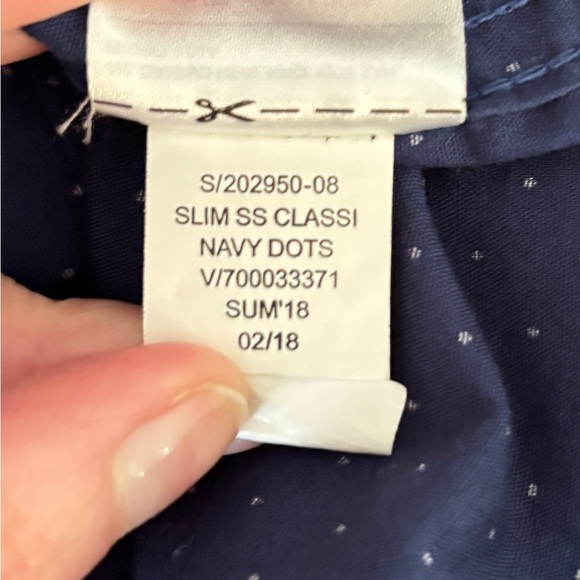 S/202950-08
SLIM SS CLASSI
NAVY DOTS
V/700033371
SUM'18
02/18